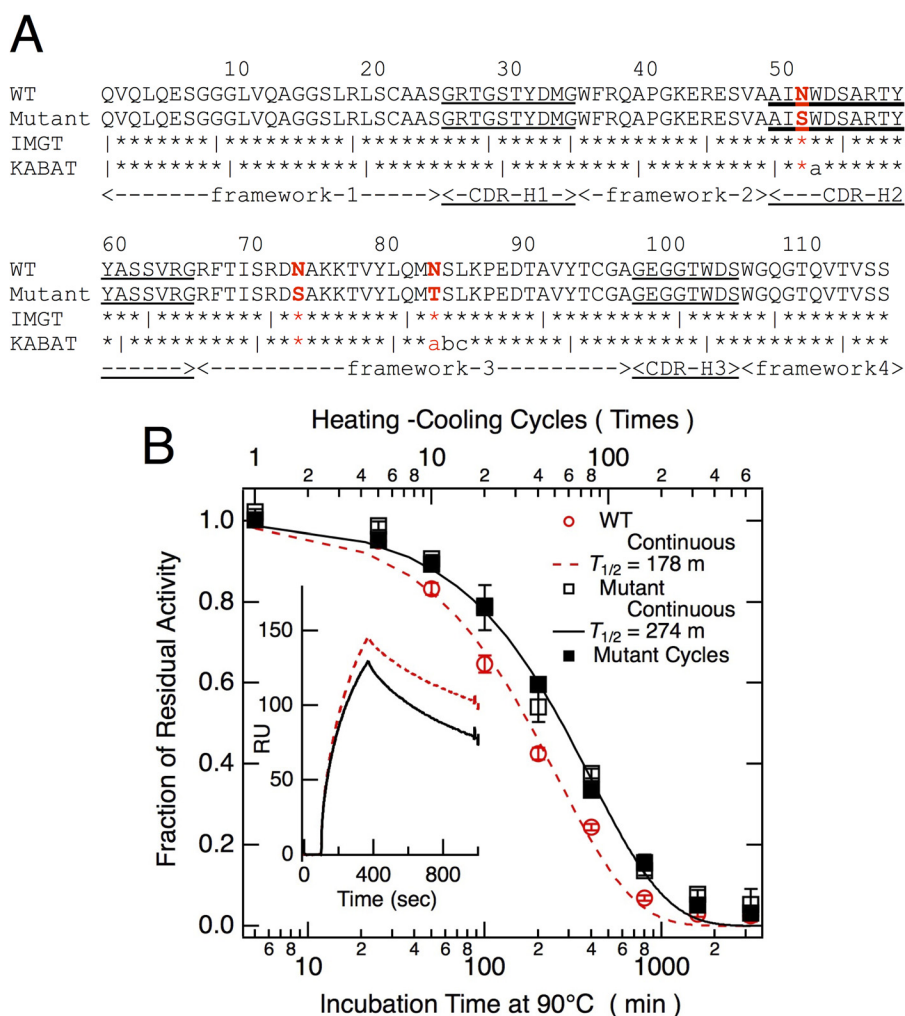 A
10 20 30 40 50
WT QVQLQESGGGLVQAGGSLRLSCAASGRTGSTYDMGWFRQAPGKERESVAAINWDSARTY
Mutant QVQLQESGGGLVQAGGSLRLSCAASGRTGSTYDMGWFRQAPGKERESVAAISWDSARTY
IMGT |*******|*******|*******|***|*******|*******|*********|****
KABAT |********|*********|*********|*********|*********|**a******
<-------framework-1-----><-CDR-H1-><-framework-2><---CDR-H2
60 70 80 90 100 110
WT YASSVRGRFTISRDNAKKTVYLQMNSLKPEDTAVYTCGAGEGGTWDSWGQGTQVTVSS
Mutant YASSVRGRFTISRDSAKKTVYLQMTSLKPEDTAVYTCGAGEGGTWDSWGQGTQVTVSS
IMGT ***|********|*********|*******|***|*********|*********|***
KABAT *|*********|*********|**abc*******|*********|*********|***
------><----------framework-3---------><CDR-H3><framework4>
B
Heating -Cooling Cycles ( Times )
1 2 4 6 8 10 2 4 6 8 100 2 4 6
1.0
0.8
0.6
0.4
0.2
0.0
Fraction of Residual Activity
WT
Continuous
T1/2 = 178 m
Mutant
Continuous
T1/2 = 274 m
Mutant Cycles
150
100
50
0
RU
0 400 800
Time (sec)
6 8 10 2 4 6 8 100 2 4 6 8 1000 2
Incubation Time at 90°C ( min )